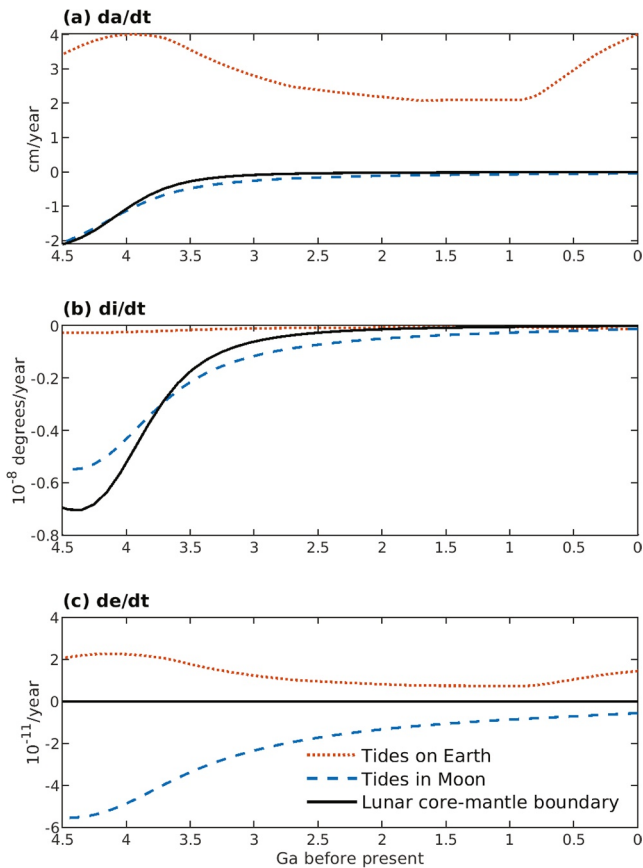 (a) da/dt
4
3
2
1
0
-1
-2
cm/year
4.5 4 3.5 3 2.5 2 1.5 1 0.5 0
(b) di/dt
0
-0.2
-0.4
-0.6
-0.8
10⁻⁸ degrees/year
4.5 4 3.5 3 2.5 2 1.5 1 0.5 0
(c) de/dt
4
2
0
-2
-4
-6
10⁻¹¹/year
Tides on Earth
Tides in Moon
Lunar core-mantle boundary
4.5 4 3.5 3 2.5 2 1.5 1 0.5 0
Ga before present